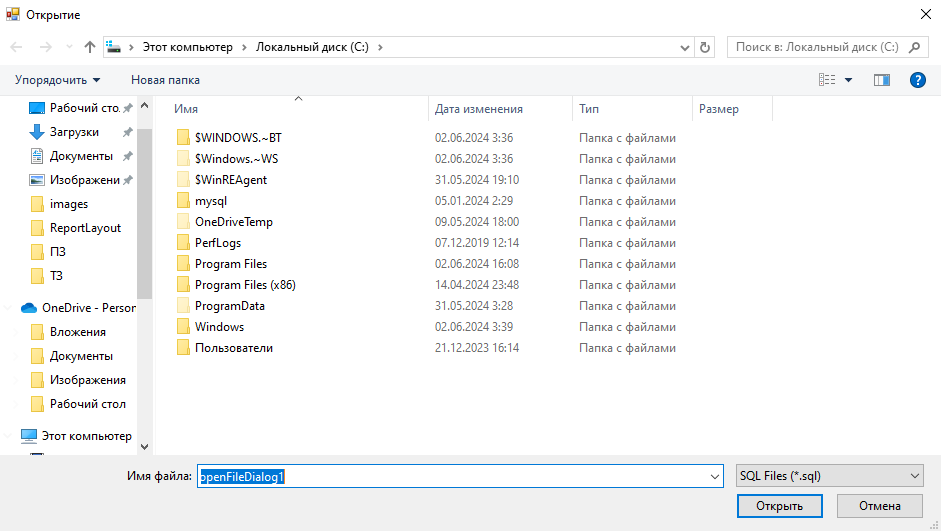 Открытие
Этот компьютер > Локальный диск (C:) >
Поиск в: Локальный диск (C:)
Упорядочить
Новая папка
Рабочий сто.
Загрузки
Документы
Изображени
images
ReportLayout
ПЗ
ТЗ
OneDrive - Person
Вложения
Документы
Изображения
Рабочий стол
Этот компьютер
Имя Дата изменения Тип Размер
$WINDOWS.~BT 02.06.2024 3:36 Папка с файлами
$Windows.~WS 02.06.2024 3:36 Папка с файлами
$WinREAgent 31.05.2024 19:10 Папка с файлами
mysql 05.01.2024 2:29 Папка с файлами
OneDriveTemp 09.05.2024 18:00 Папка с файлами
PerfLogs 07.12.2019 12:14 Папка с файлами
Program Files 02.06.2024 16:08 Папка с файлами
Program Files (x86) 14.04.2024 23:48 Папка с файлами
ProgramData 31.05.2024 3:28 Папка с файлами
Windows 02.06.2024 3:39 Папка с файлами
Пользователи 21.12.2023 16:14 Папка с файлами
Имя файла: openFileDialog1 SQL Files (*.sql)
Открыть Отмена